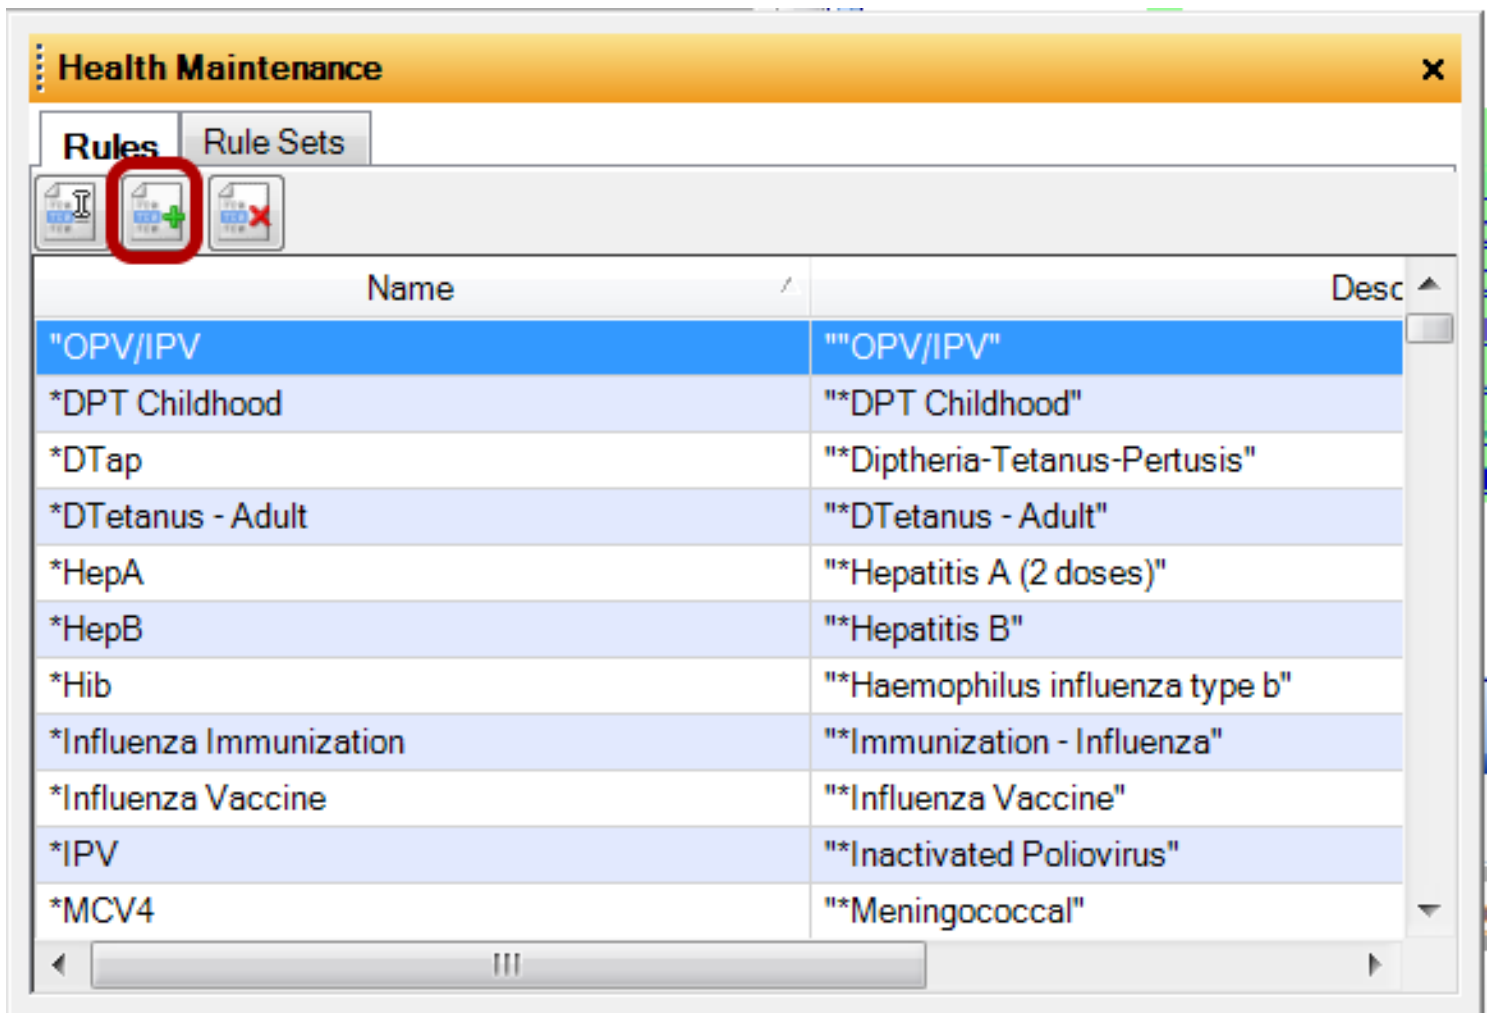 Health Maintenance
Rules Rule Sets
Name Desc
"OPV/IPV ""OPV/IPV"
*DPT Childhood "*DPT Childhood"
*DTap "*Diptheria-Tetanus-Pertusis"
*DTetanus - Adult "*DTetanus - Adult"
*HepA "*Hepatitis A (2 doses)"
*HepB "*Hepatitis B"
*Hib "*Haemophilus influenza type b"
*Influenza Immunization "*Immunization - Influenza"
*Influenza Vaccine "*Influenza Vaccine"
*IPV "*Inactivated Poliovirus"
*MCV4 "*Meningococcal"